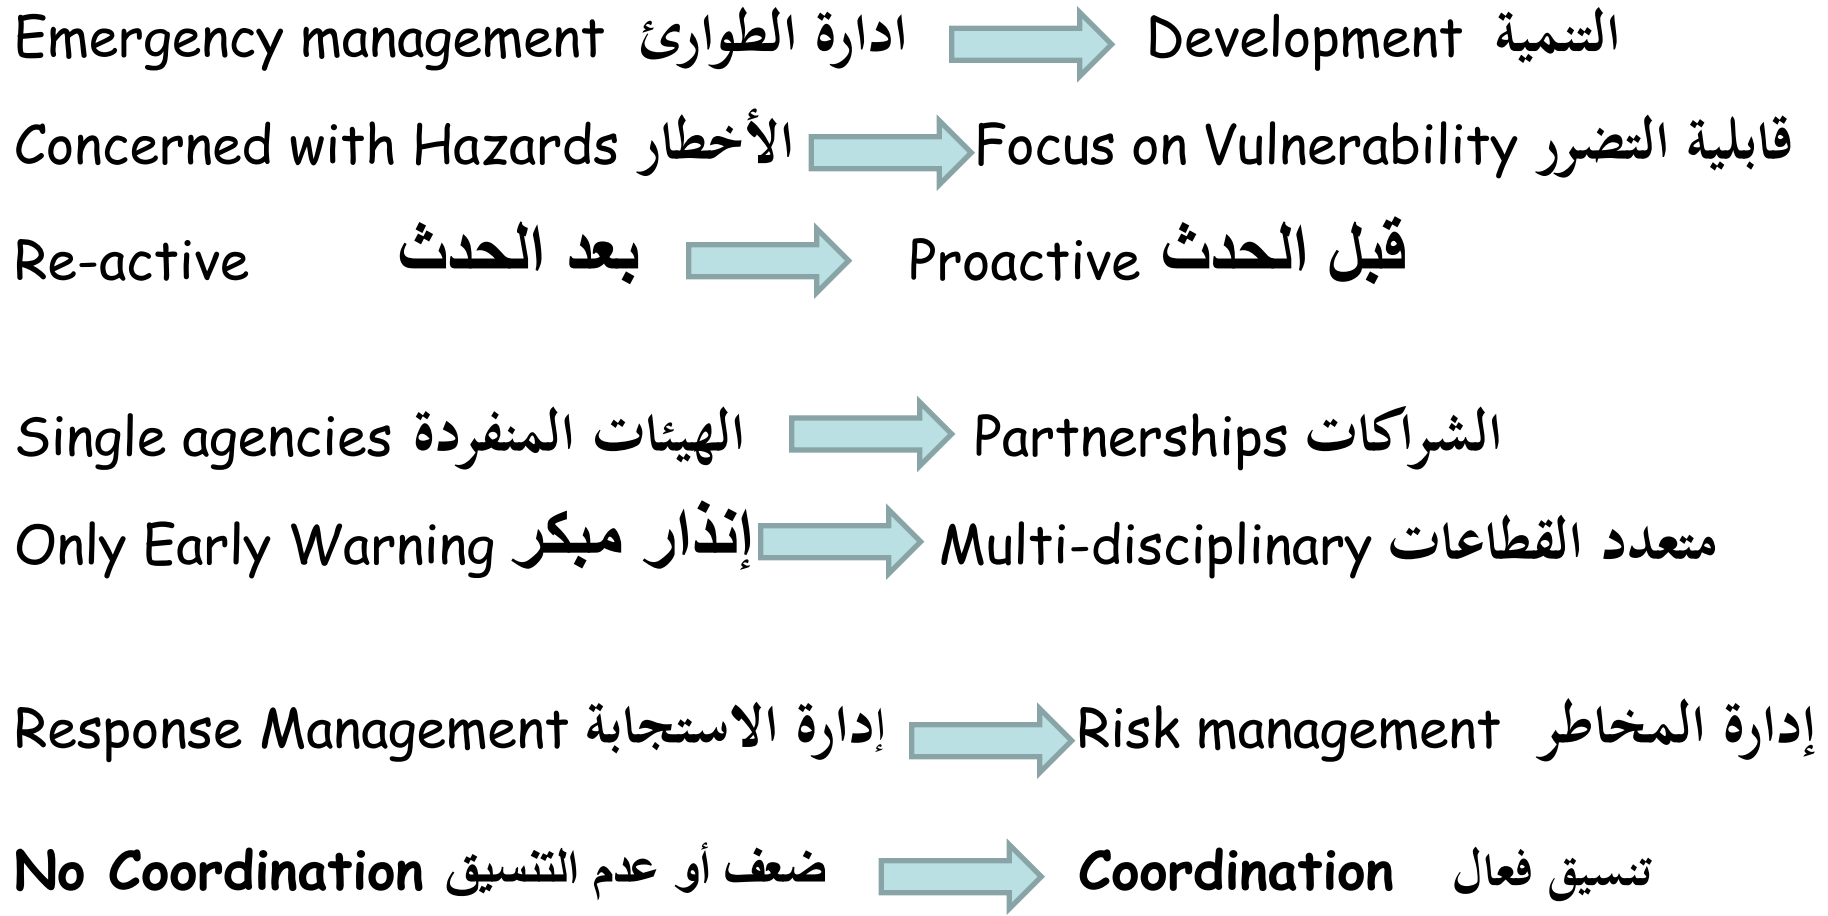 Emergency management ادارة الطوارئ Development التنمية
Concerned with Hazards الأخطار Focus on Vulnerability قابلية التضرر
Re-active بعد الحدث Proactive قبل الحدث
Single agencies الهيئات المنفردة Partnerships الشراكات
Only Early Warning إنذار مبكر Multi-disciplinary متعدد القطاعات
Response Management إدارة الاستجابة Risk management إدارة المخاطر
No Coordination ضعف أو عدم التنسيق Coordination تنسيق فعال